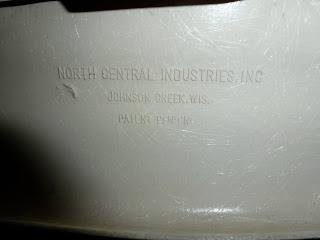 NORTH CENTRAL INDUSTRIES, INC
JOHNSON CREEK, WIS.
PATENT PENDING